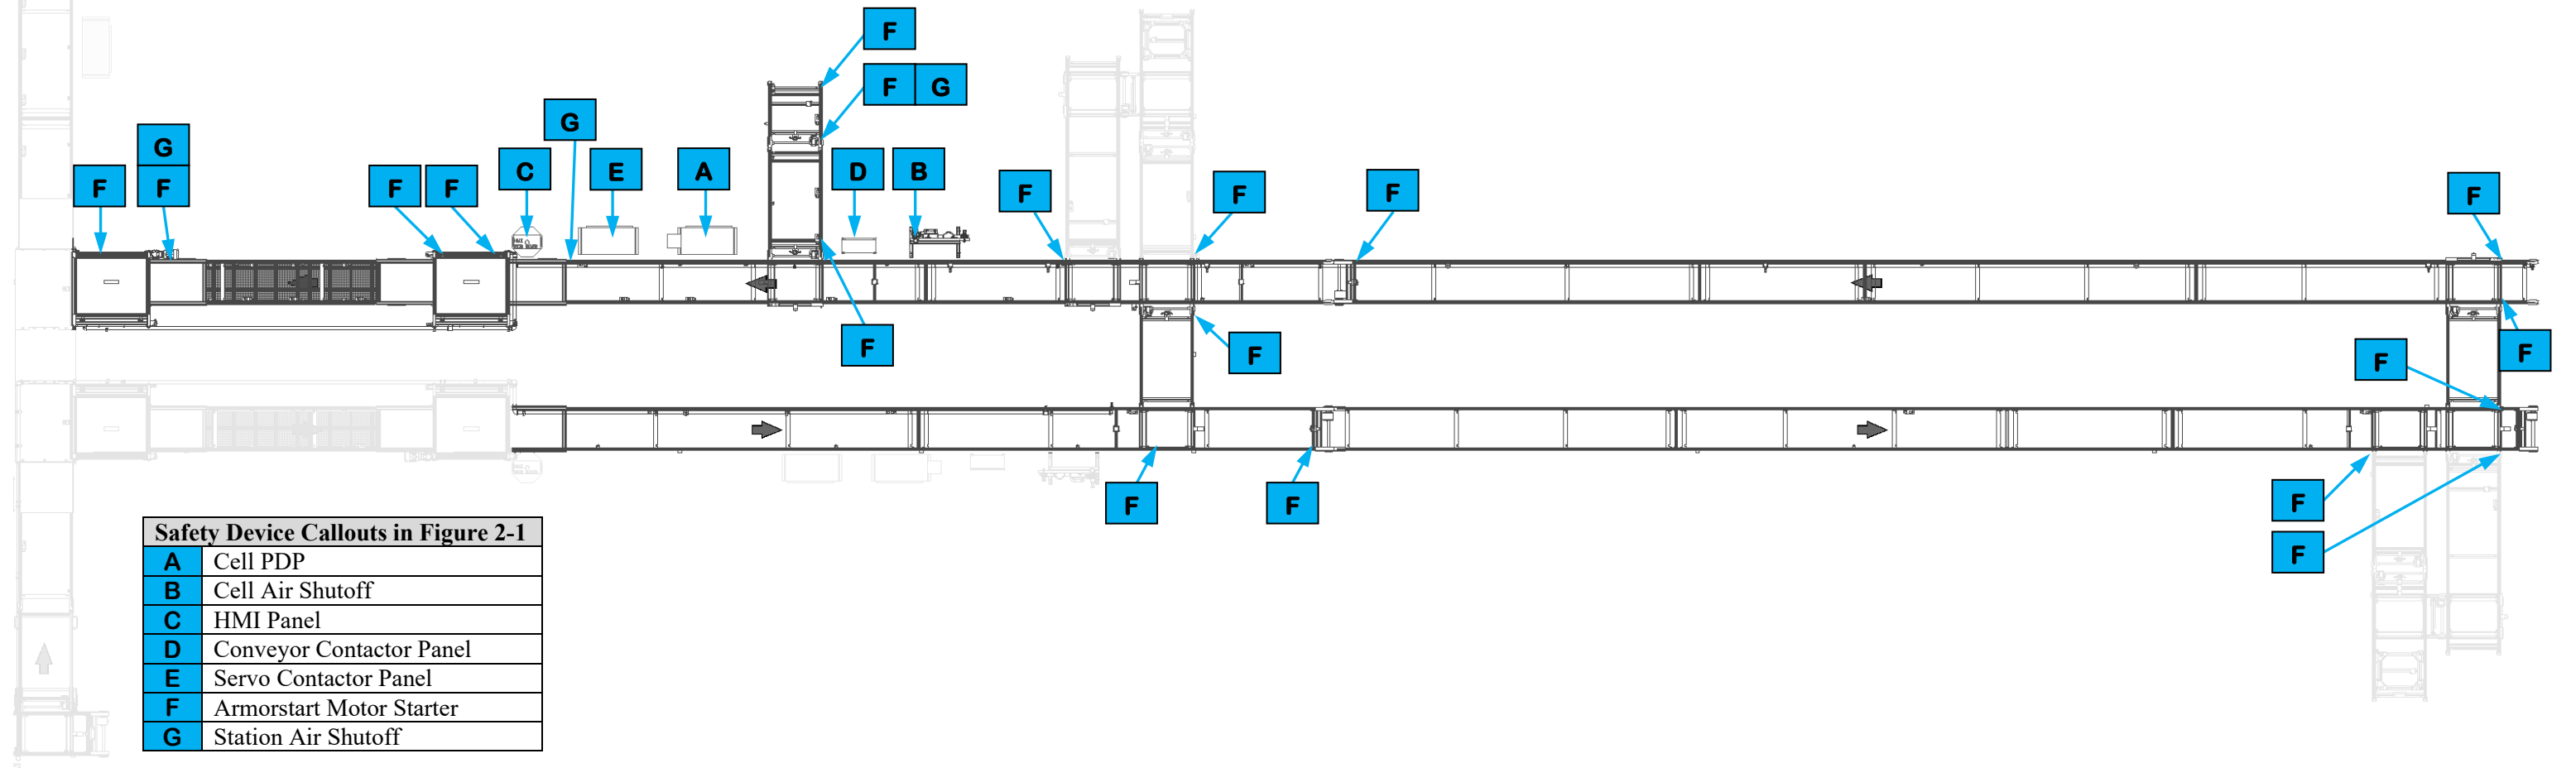 F
F G
G
G
F F F F C E A D B F F F F
F
F
F
F
F F
F
F
Safety Device Callouts in Figure 2-1
A Cell PDP
B Cell Air Shutoff
C HMI Panel
D Conveyor Contactor Panel
E Servo Contactor Panel
F Armorstart Motor Starter
G Station Air Shutoff